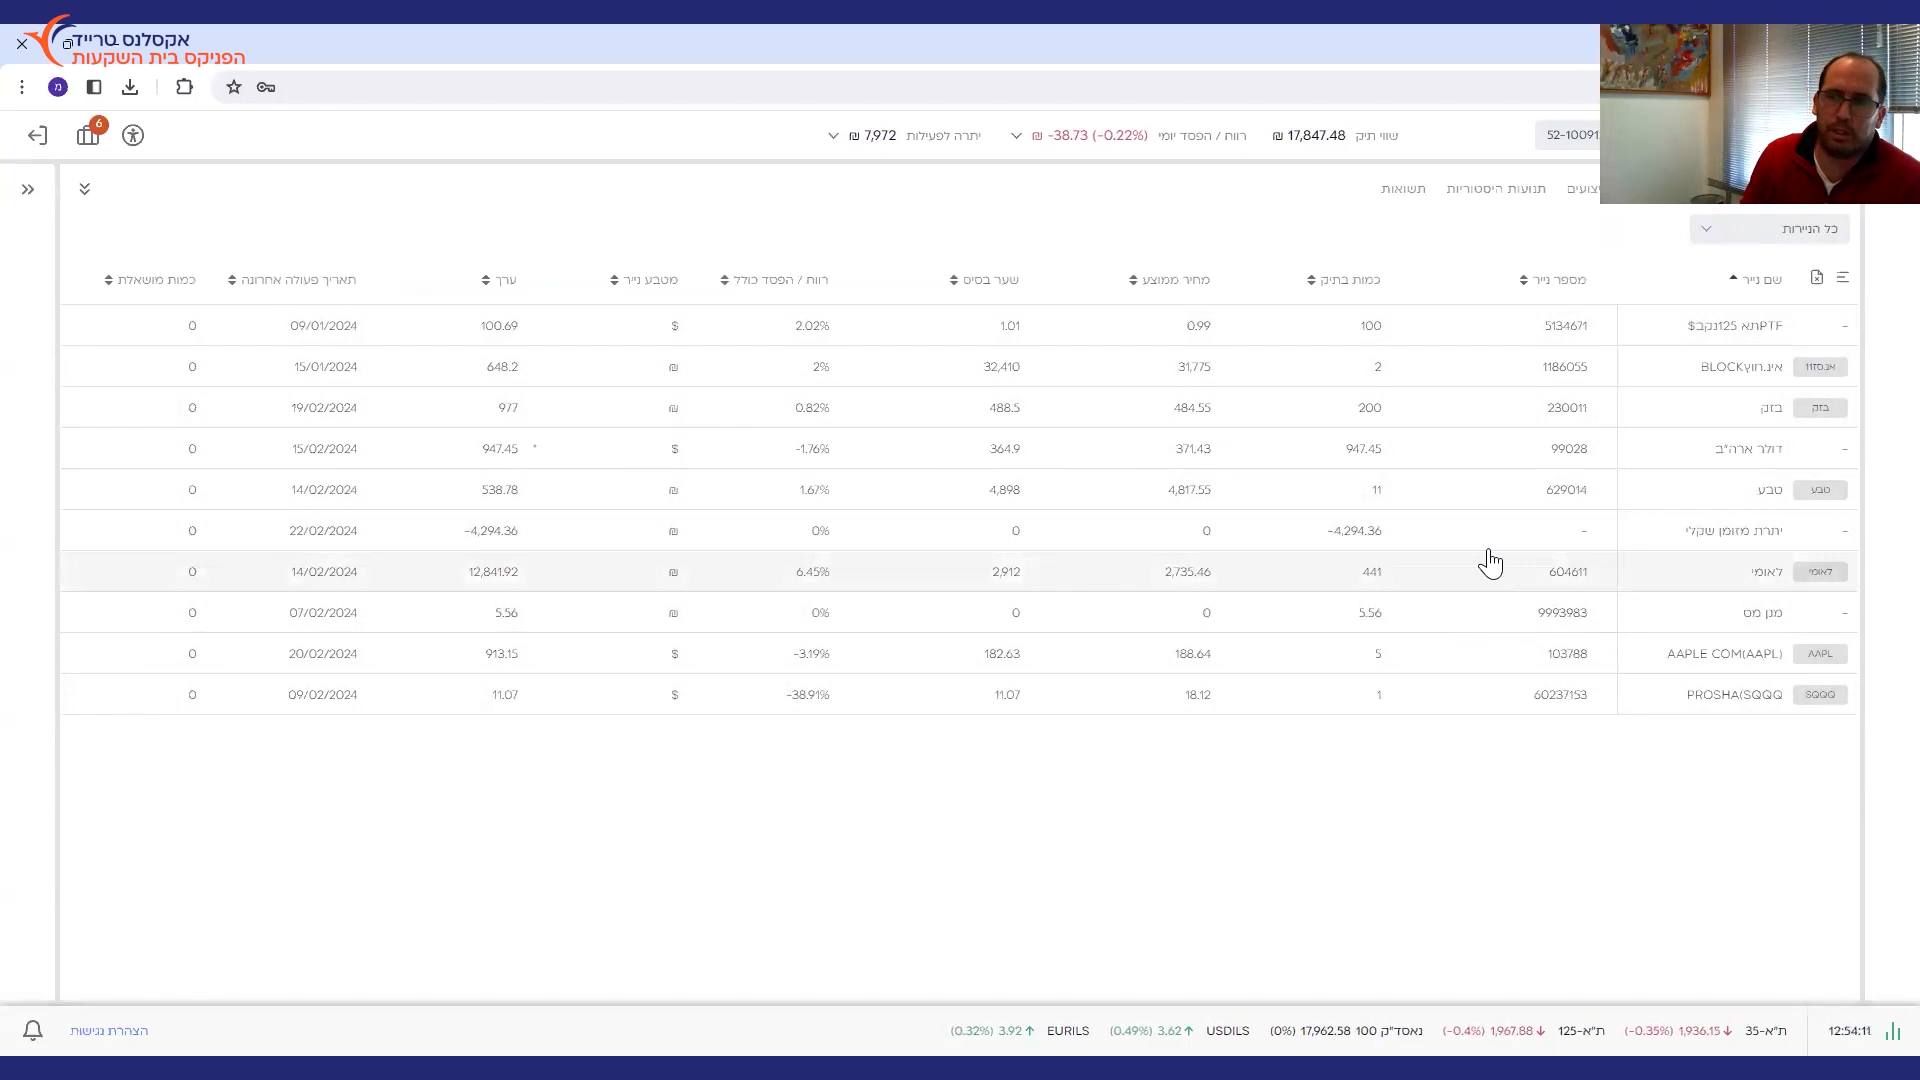 אקסלנס טרייד
הפניקס בית השקעות
52-10091
שווי תיק 17,847.48 ₪
רווח / הפסד יומי (-0.22%) -38.73 ₪
יתרה לפעילות 7,972 ₪
6
תנועות היסטוריות תשואות
כל הניירות
שם נייר מספר נייר כמות בתיק מחיר ממוצע שער בסיס רווח / הפסד כולל מטבע נייר ערך תאריך פעולה אחרונה כמות מושאלת
- PTFתא 125נקב$ 5134671 100 0.99 1.01 2.02% $ 100.69 09/01/2024 0
אינ.חוץBLOCK 1186055 2 31,775 32,410 2% ₪ 648.2 15/01/2024 0
בזק בזק 230011 200 484.55 488.5 0.82% ₪ 977 19/02/2024 0
- דולר ארה"ב 99028 947.45 371.43 364.9 -1.76% $ * 947.45 15/02/2024 0
טבע טבע 629014 11 4,817.55 4,898 1.67% ₪ 538.78 14/02/2024 0
- יתרת מזומן שקלי - -4,294.36 0 0 0% ₪ -4,294.36 22/02/2024 0
לאומי לאומי 604611 441 2,735.46 2,912 6.45% ₪ 12,841.92 14/02/2024 0
- מגן מס 9993983 5.56 0 0 0% ₪ 5.56 07/02/2024 0
AAPL AAPLE COM(AAPL) 103788 5 188.64 182.63 -3.19% $ 913.15 20/02/2024 0
SQQQ PROSHA(SQQQ 60237153 1 18.12 11.07 -38.91% $ 11.07 09/02/2024 0
12:54:11 ת"א-35 1,936.15 (-0.35%) ת"א-125 1,967.88 (-0.4%) נאסד"ק 100 17,962.58 (0%) USDILS 3.62 (0.49%) EURILS 3.92 (0.32%) הצהרת נגישות